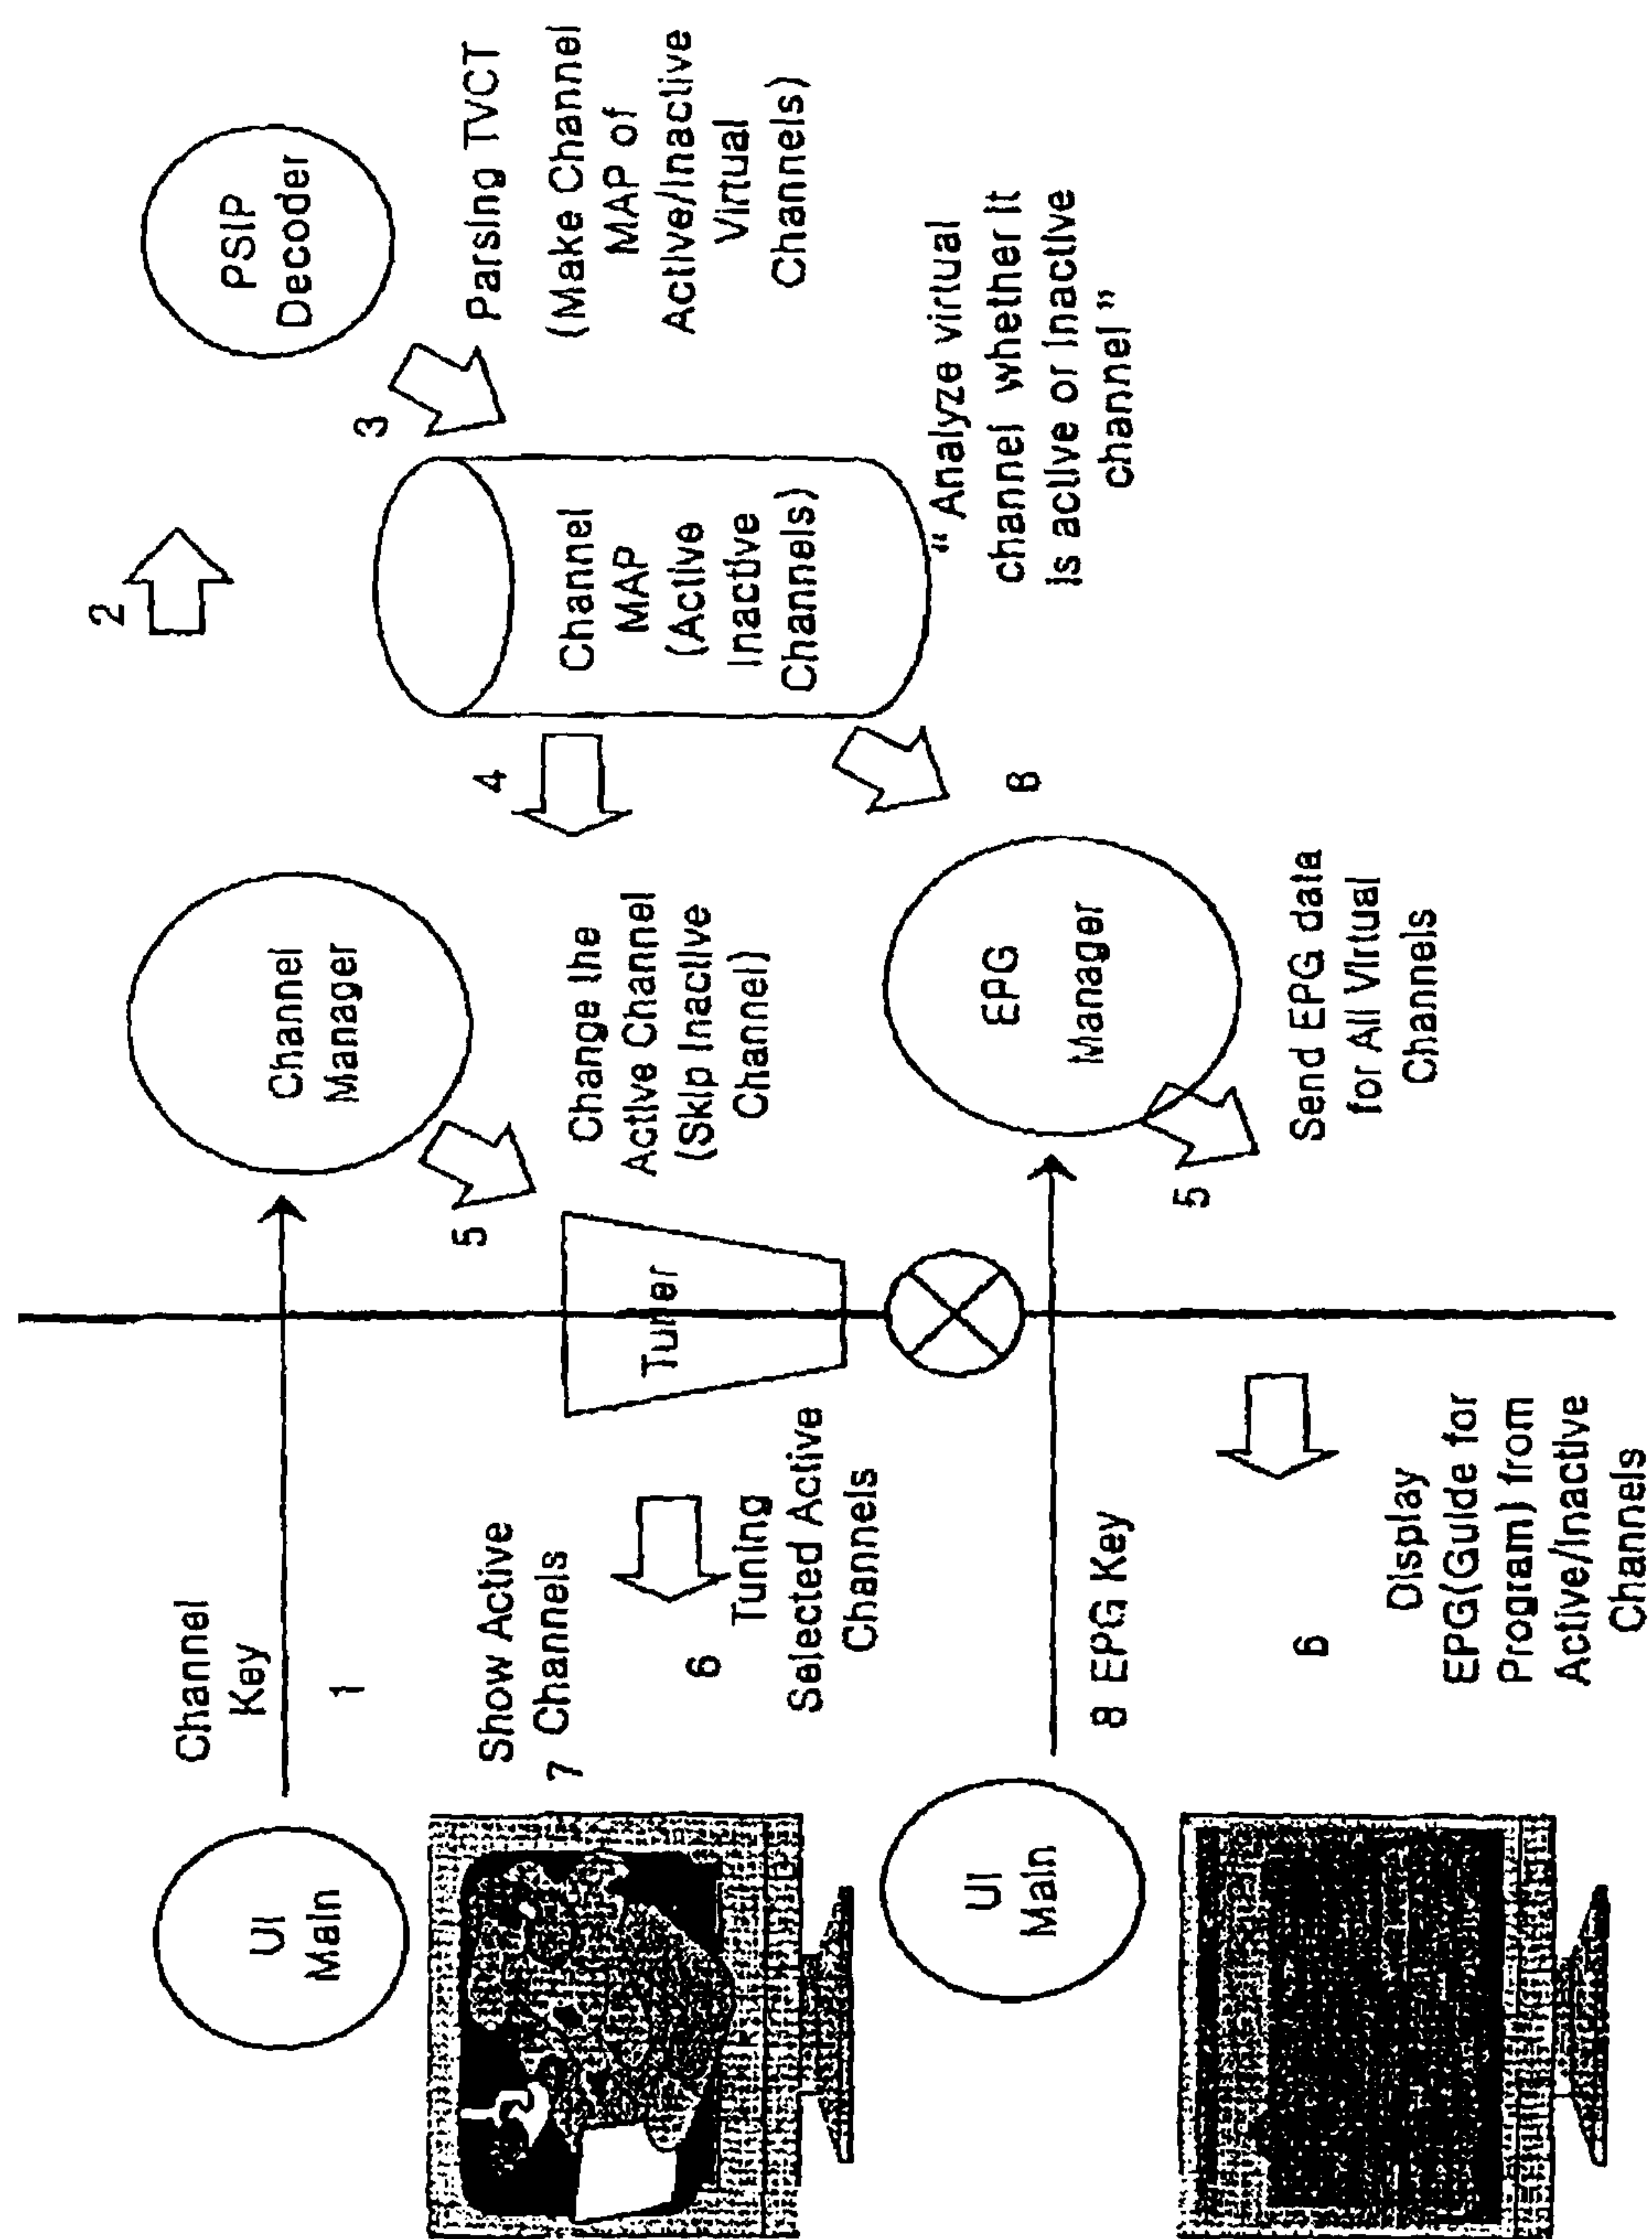 UI
Main
Channel
Key
1
Channel
Manager
2
PSIP
Decoder
3
Parsing TVCT
(Make Channel
MAP of
Active/Inactive
Virtual
Channels)
Channel
MAP
(Active
Inactive
Channels)
4
5
Change the
Active Channel
(Skip Inactive
Channel)
Tuner
Show Active
7 Channels
6
Tuning
Selected Active
Channels
"Analyze virtual
channel whether it
is active or inactive
channel"
UI
Main
8 EPG Key
EPG
Manager
5
Send EPG data
for All Virtual
Channels
Display
EPG(Guide for
Program) from
Active/Inactive
Channels